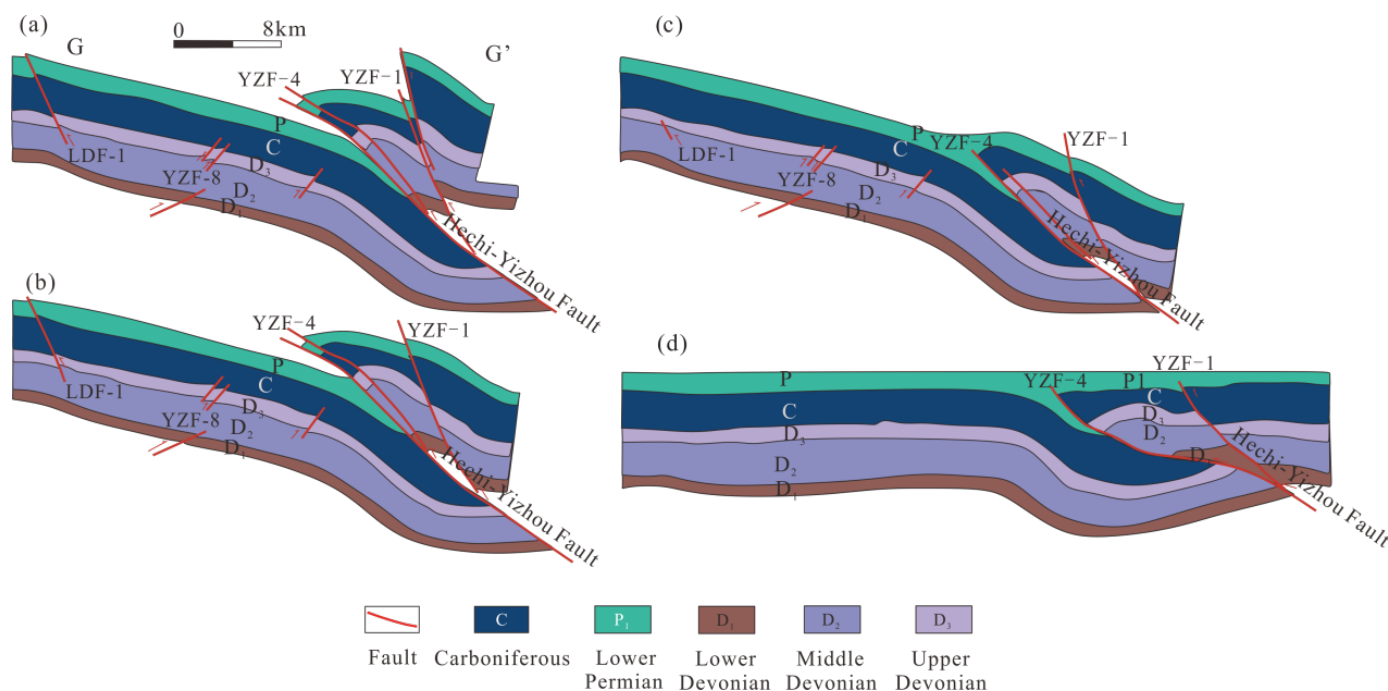 (a)
0 8km
G
G’
YZF-4
YZF-1
P
C
D3
LDF-1
YZF-8
D2
D1
Hechi-Yizhou Fault
(b)
YZF-4
YZF-1
P
C
LDF-1
D3
YZF-8
D2
D1
Hechi-Yizhou Fault
(c)
P
YZF-4
YZF-1
C
LDF-1
D3
YZF-8
D2
D1
Hechi-Yizhou Fault
(d)
YZF-1
P
YZF-4
P1
C
C
D3
D3
D2
D2
D1
D
Hechi-Yizhou Fault
C
P1
D1
D2
D3
Fault
Carboniferous
Lower
Permian
Lower
Devonian
Middle
Devonian
Upper
Devonian